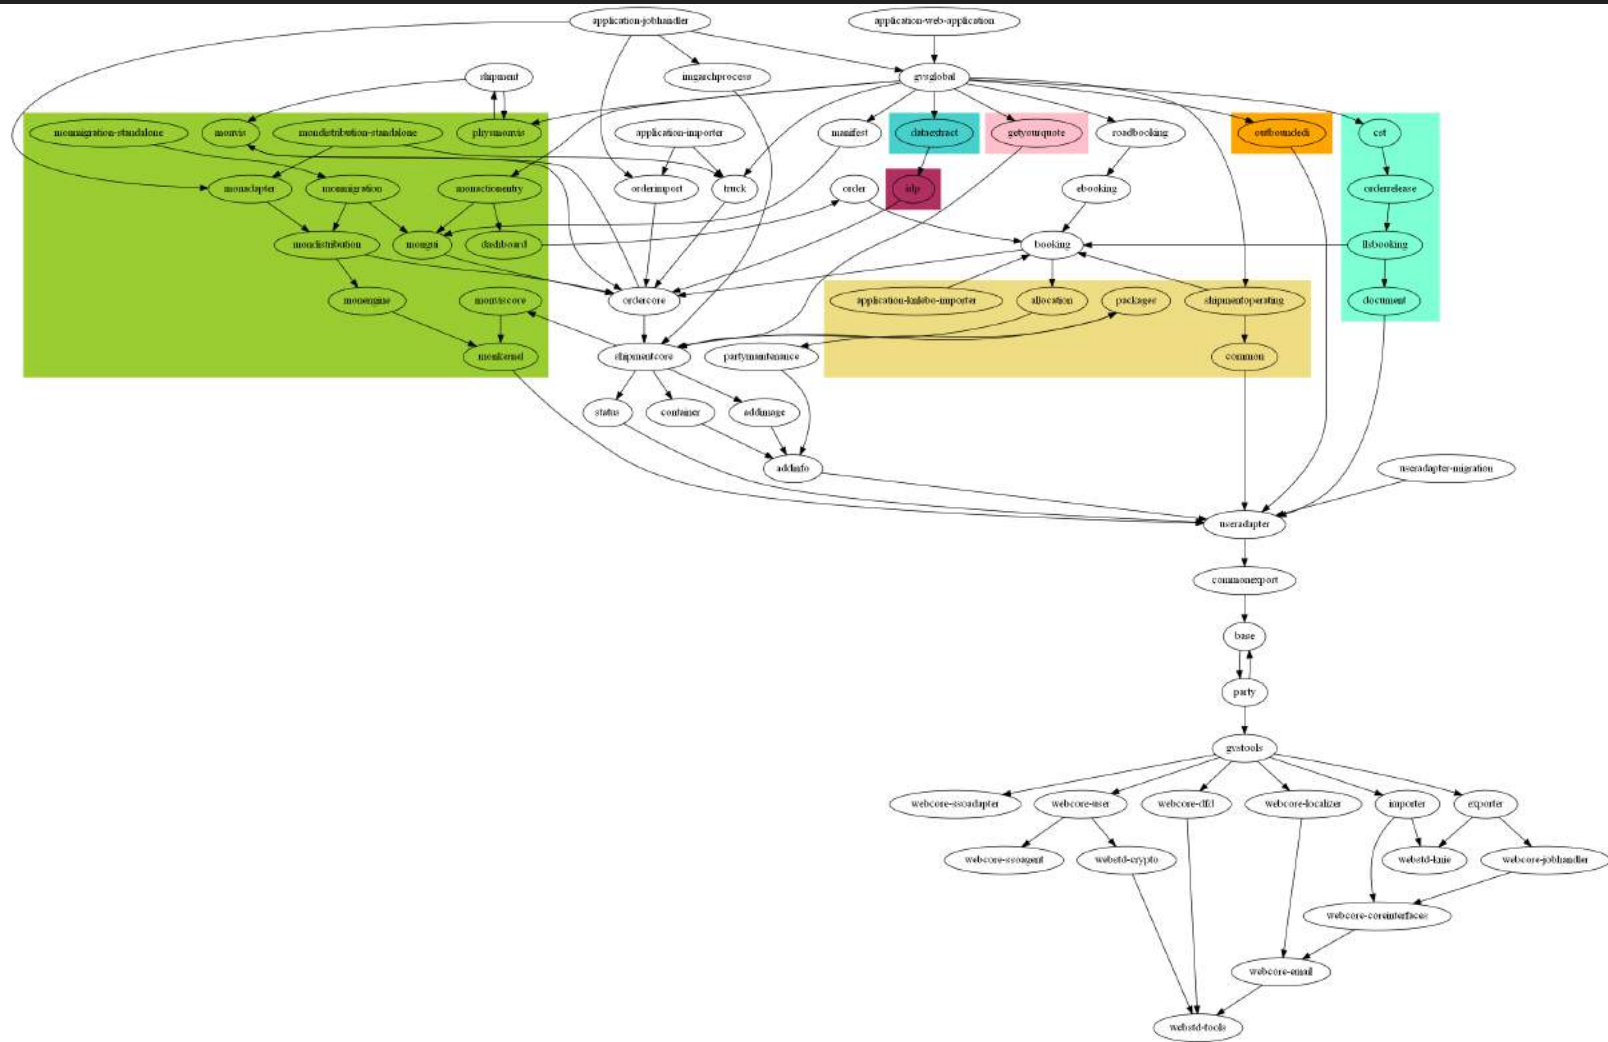 application-jobhandler
application-web-application
shipment
imgarchprocess
gvsglobal
monmigration-standalone
monvis
mondistribution-standalone
physmonvis
application-importer
manifest
dataextract
getyourquote
roadbooking
outboundedi
cst
monadapter
monmigration
monactionentry
orderimport
truck
order
idp
ebooking
orderrelease
mondistribution
mongui
dashboard
booking
llsbooking
monengine
monviscore
ordercore
application-knlebo-importer
allocation
packages
shipmentoperating
document
monkernel
shipmentcore
partymaintenance
common
status
container
addimage
addinfo
useradapter-migration
useradapter
commonexport
base
party
gvstools
webcore-ssoadapter
webcore-user
webcore-dfd
webcore-localizer
importer
exporter
webcore-ssoagent
webstd-crypto
webstd-knie
webcore-jobhandler
webcore-coreinterfaces
webcore-email
webstd-tools